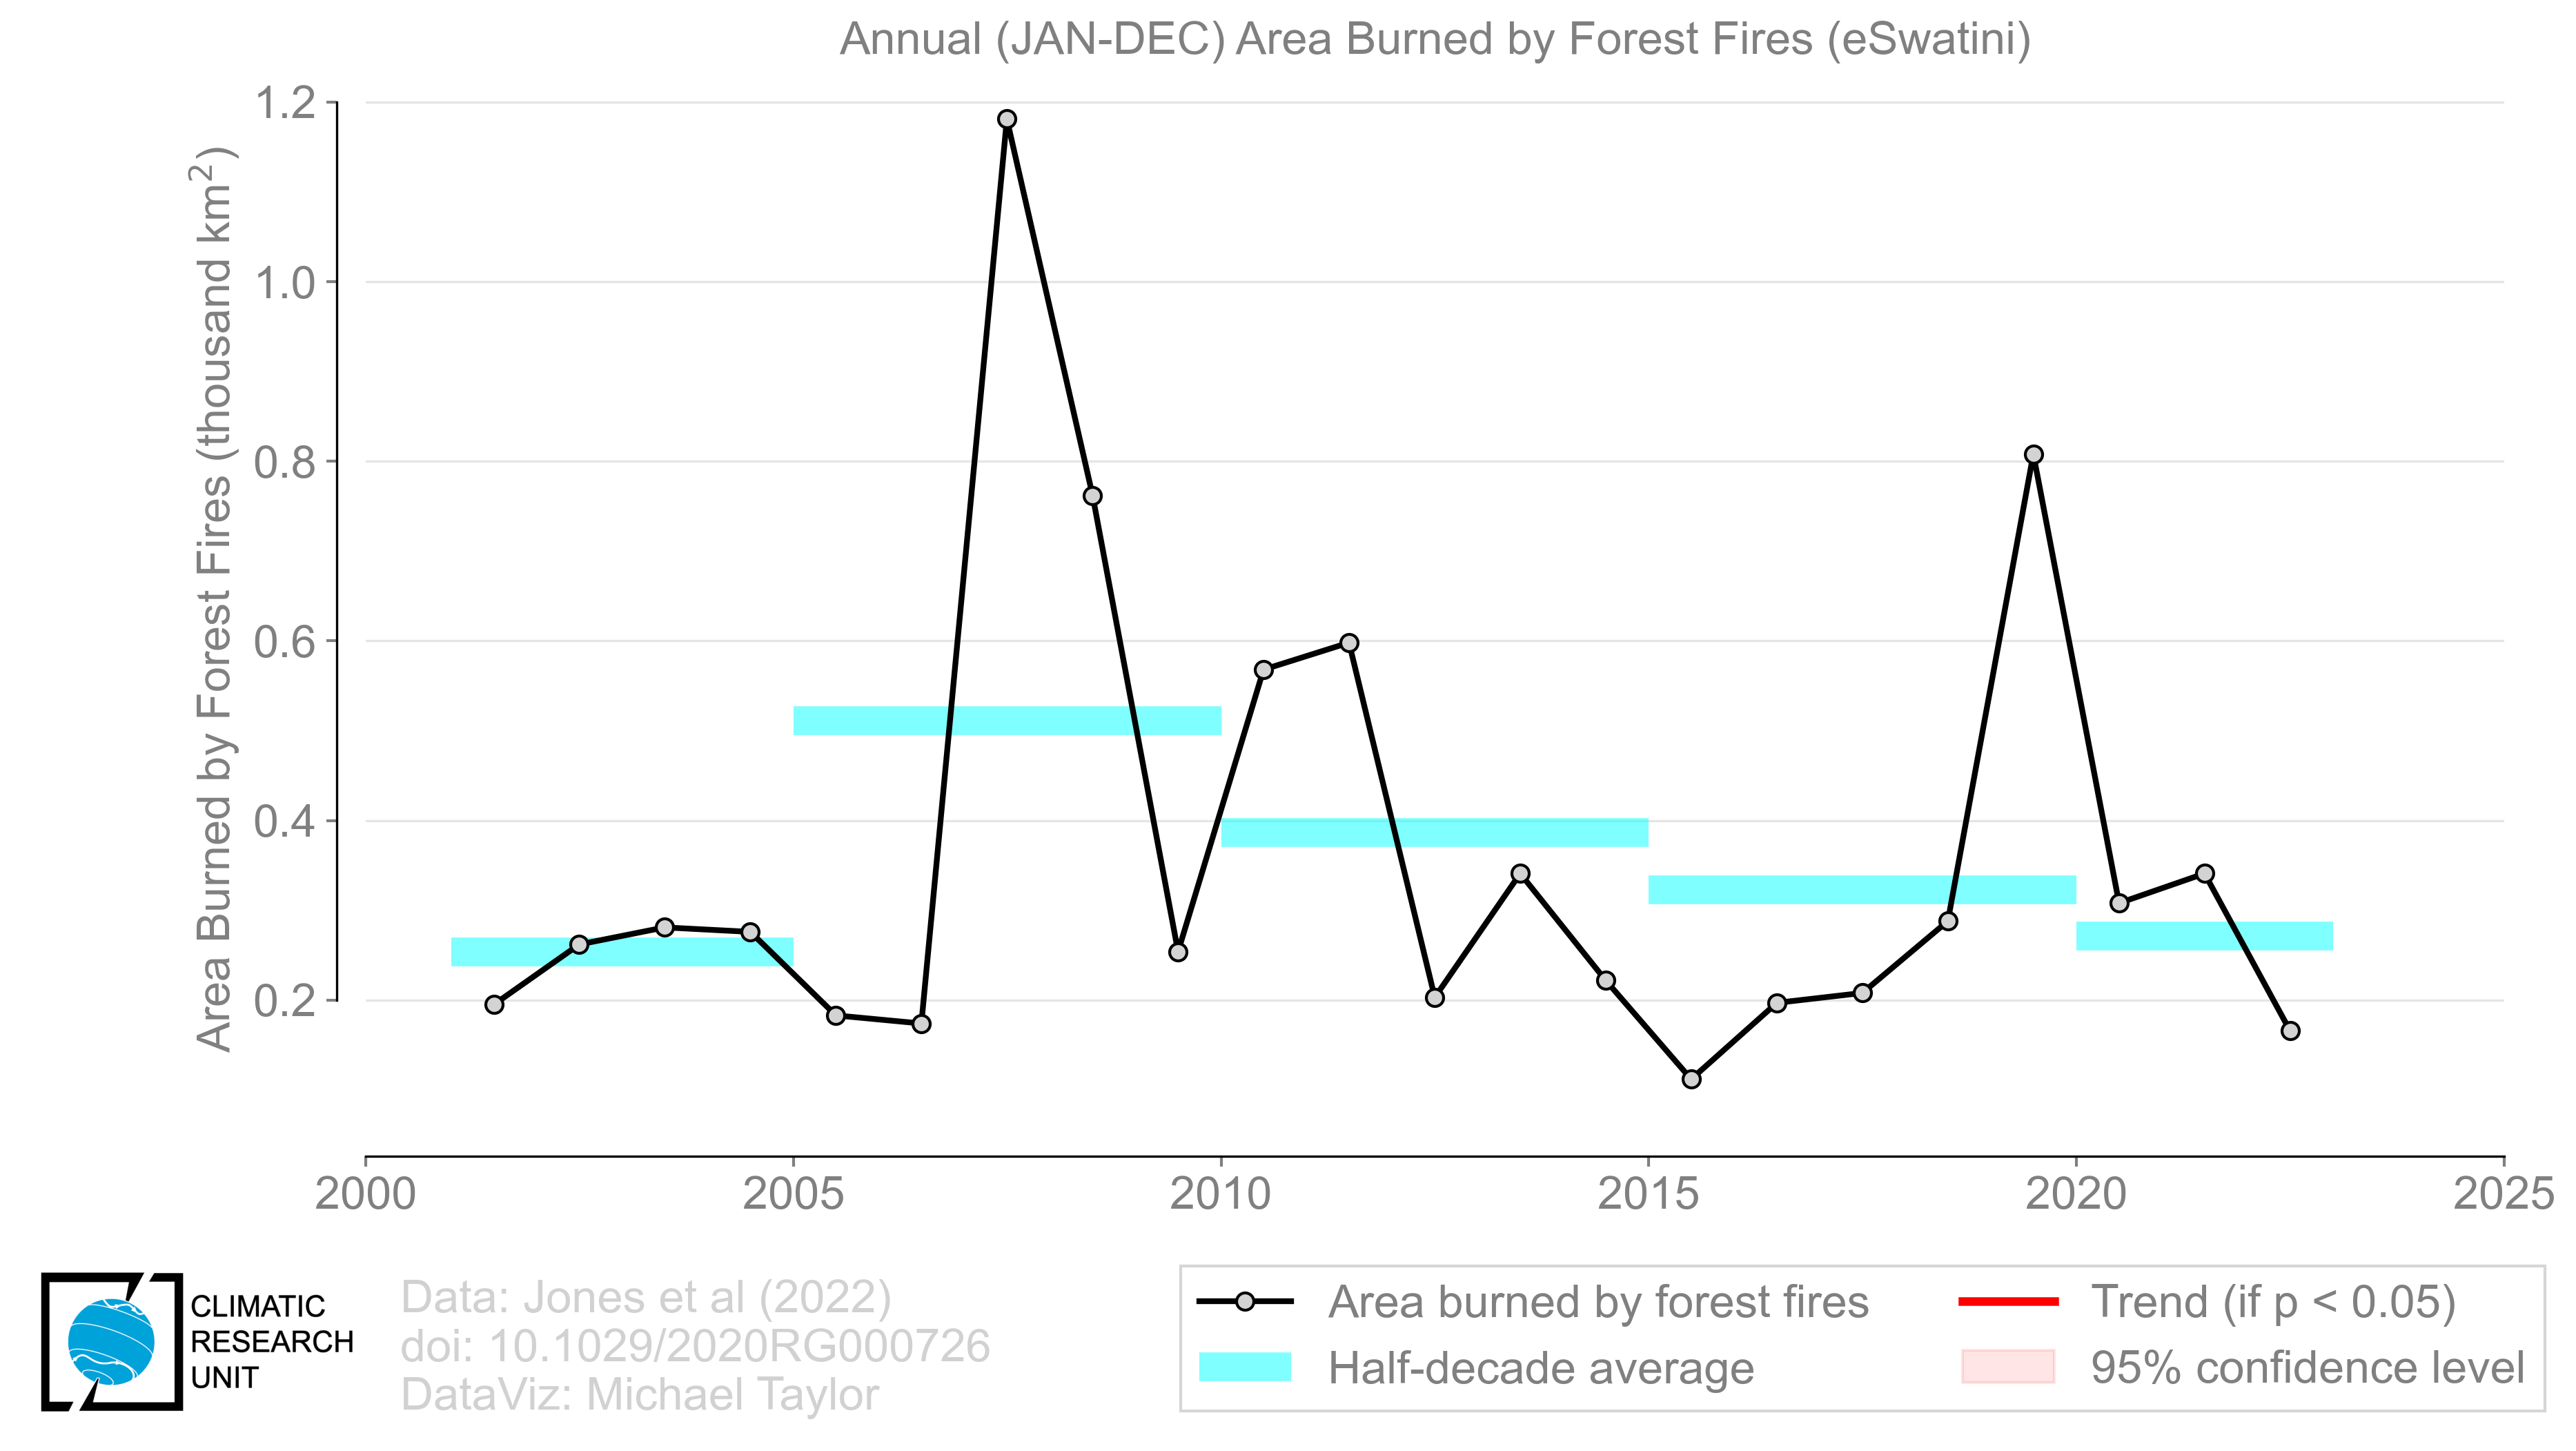 Annual (JAN-DEC) Area Burned by Forest Fires (eSwatini)
Area Burned by Forest Fires (thousand km²)
1.2
1.0
0.8
0.6
0.4
0.2
2000 2005 2010 2015 2020 2025
CLIMATIC
RESEARCH
UNIT
Data: Jones et al (2022)
doi: 10.1029/2020RG000726
DataViz: Michael Taylor
Area burned by forest fires
Half-decade average
Trend (if p < 0.05)
95% confidence level